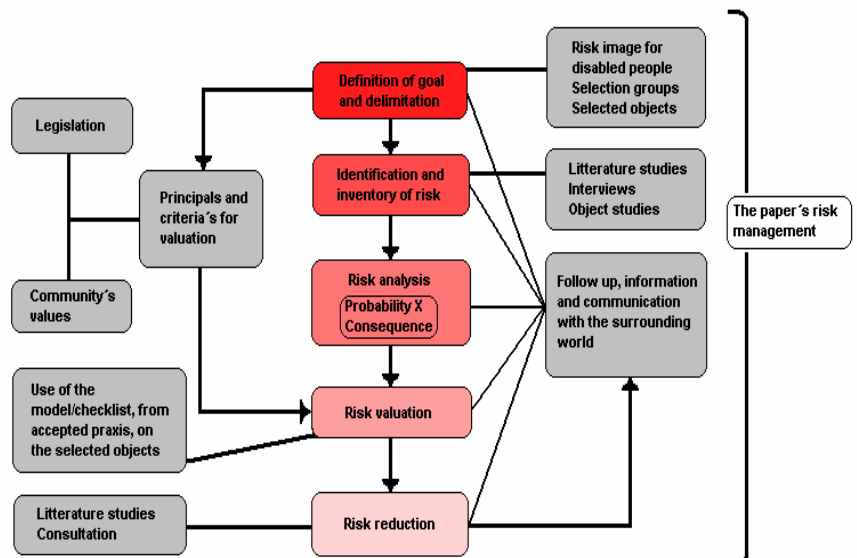 Risk image for
disabled people
Selection groups
Selected objects
Definition of goal
and delimitation
Legislation
Identification and
inventory of risk
Litterature studies
Interviews
Object studies
Principals and
criteria´s for
valuation
The paper´s risk
management
Risk analysis
Probability X
Consequence
Follow up, information
and communication
with the surrounding
world
Community´s
values
Use of the
model/checklist, from
accepted praxis, on
the selected objects
Risk valuation
Litterature studies
Consultation
Risk reduction